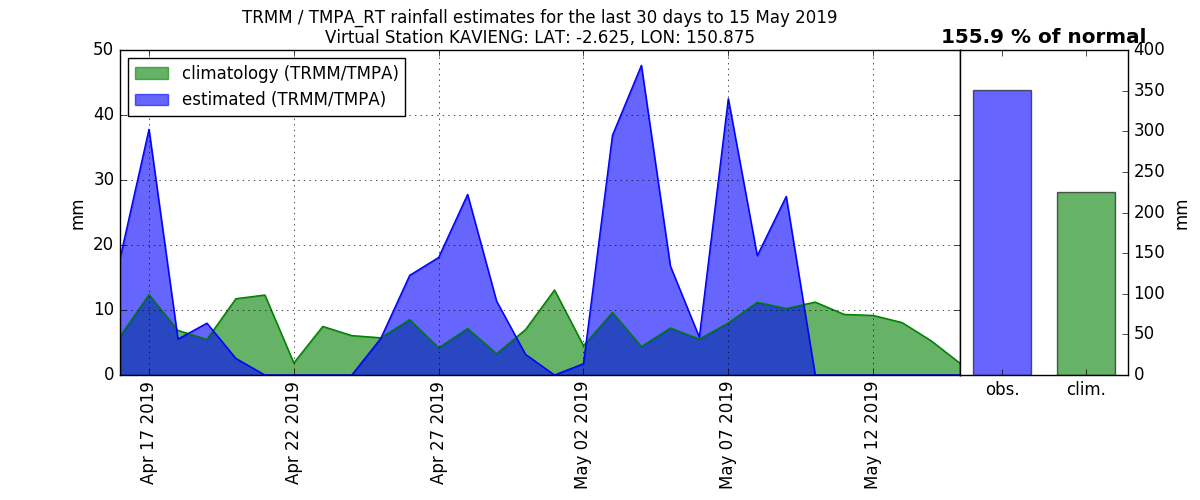 TRMM / TMPA_RT rainfall estimates for the last 30 days to 15 May 2019
Virtual Station KAVIENG: LAT: -2.625, LON: 150.875
155.9 % of normal
climatology (TRMM/TMPA)
estimated (TRMM/TMPA)
50
40
30
20
10
0
mm
Apr 17 2019
Apr 22 2019
Apr 27 2019
May 02 2019
May 07 2019
May 12 2019
obs.
clim.
400
350
300
250
200
150
100
50
0
mm